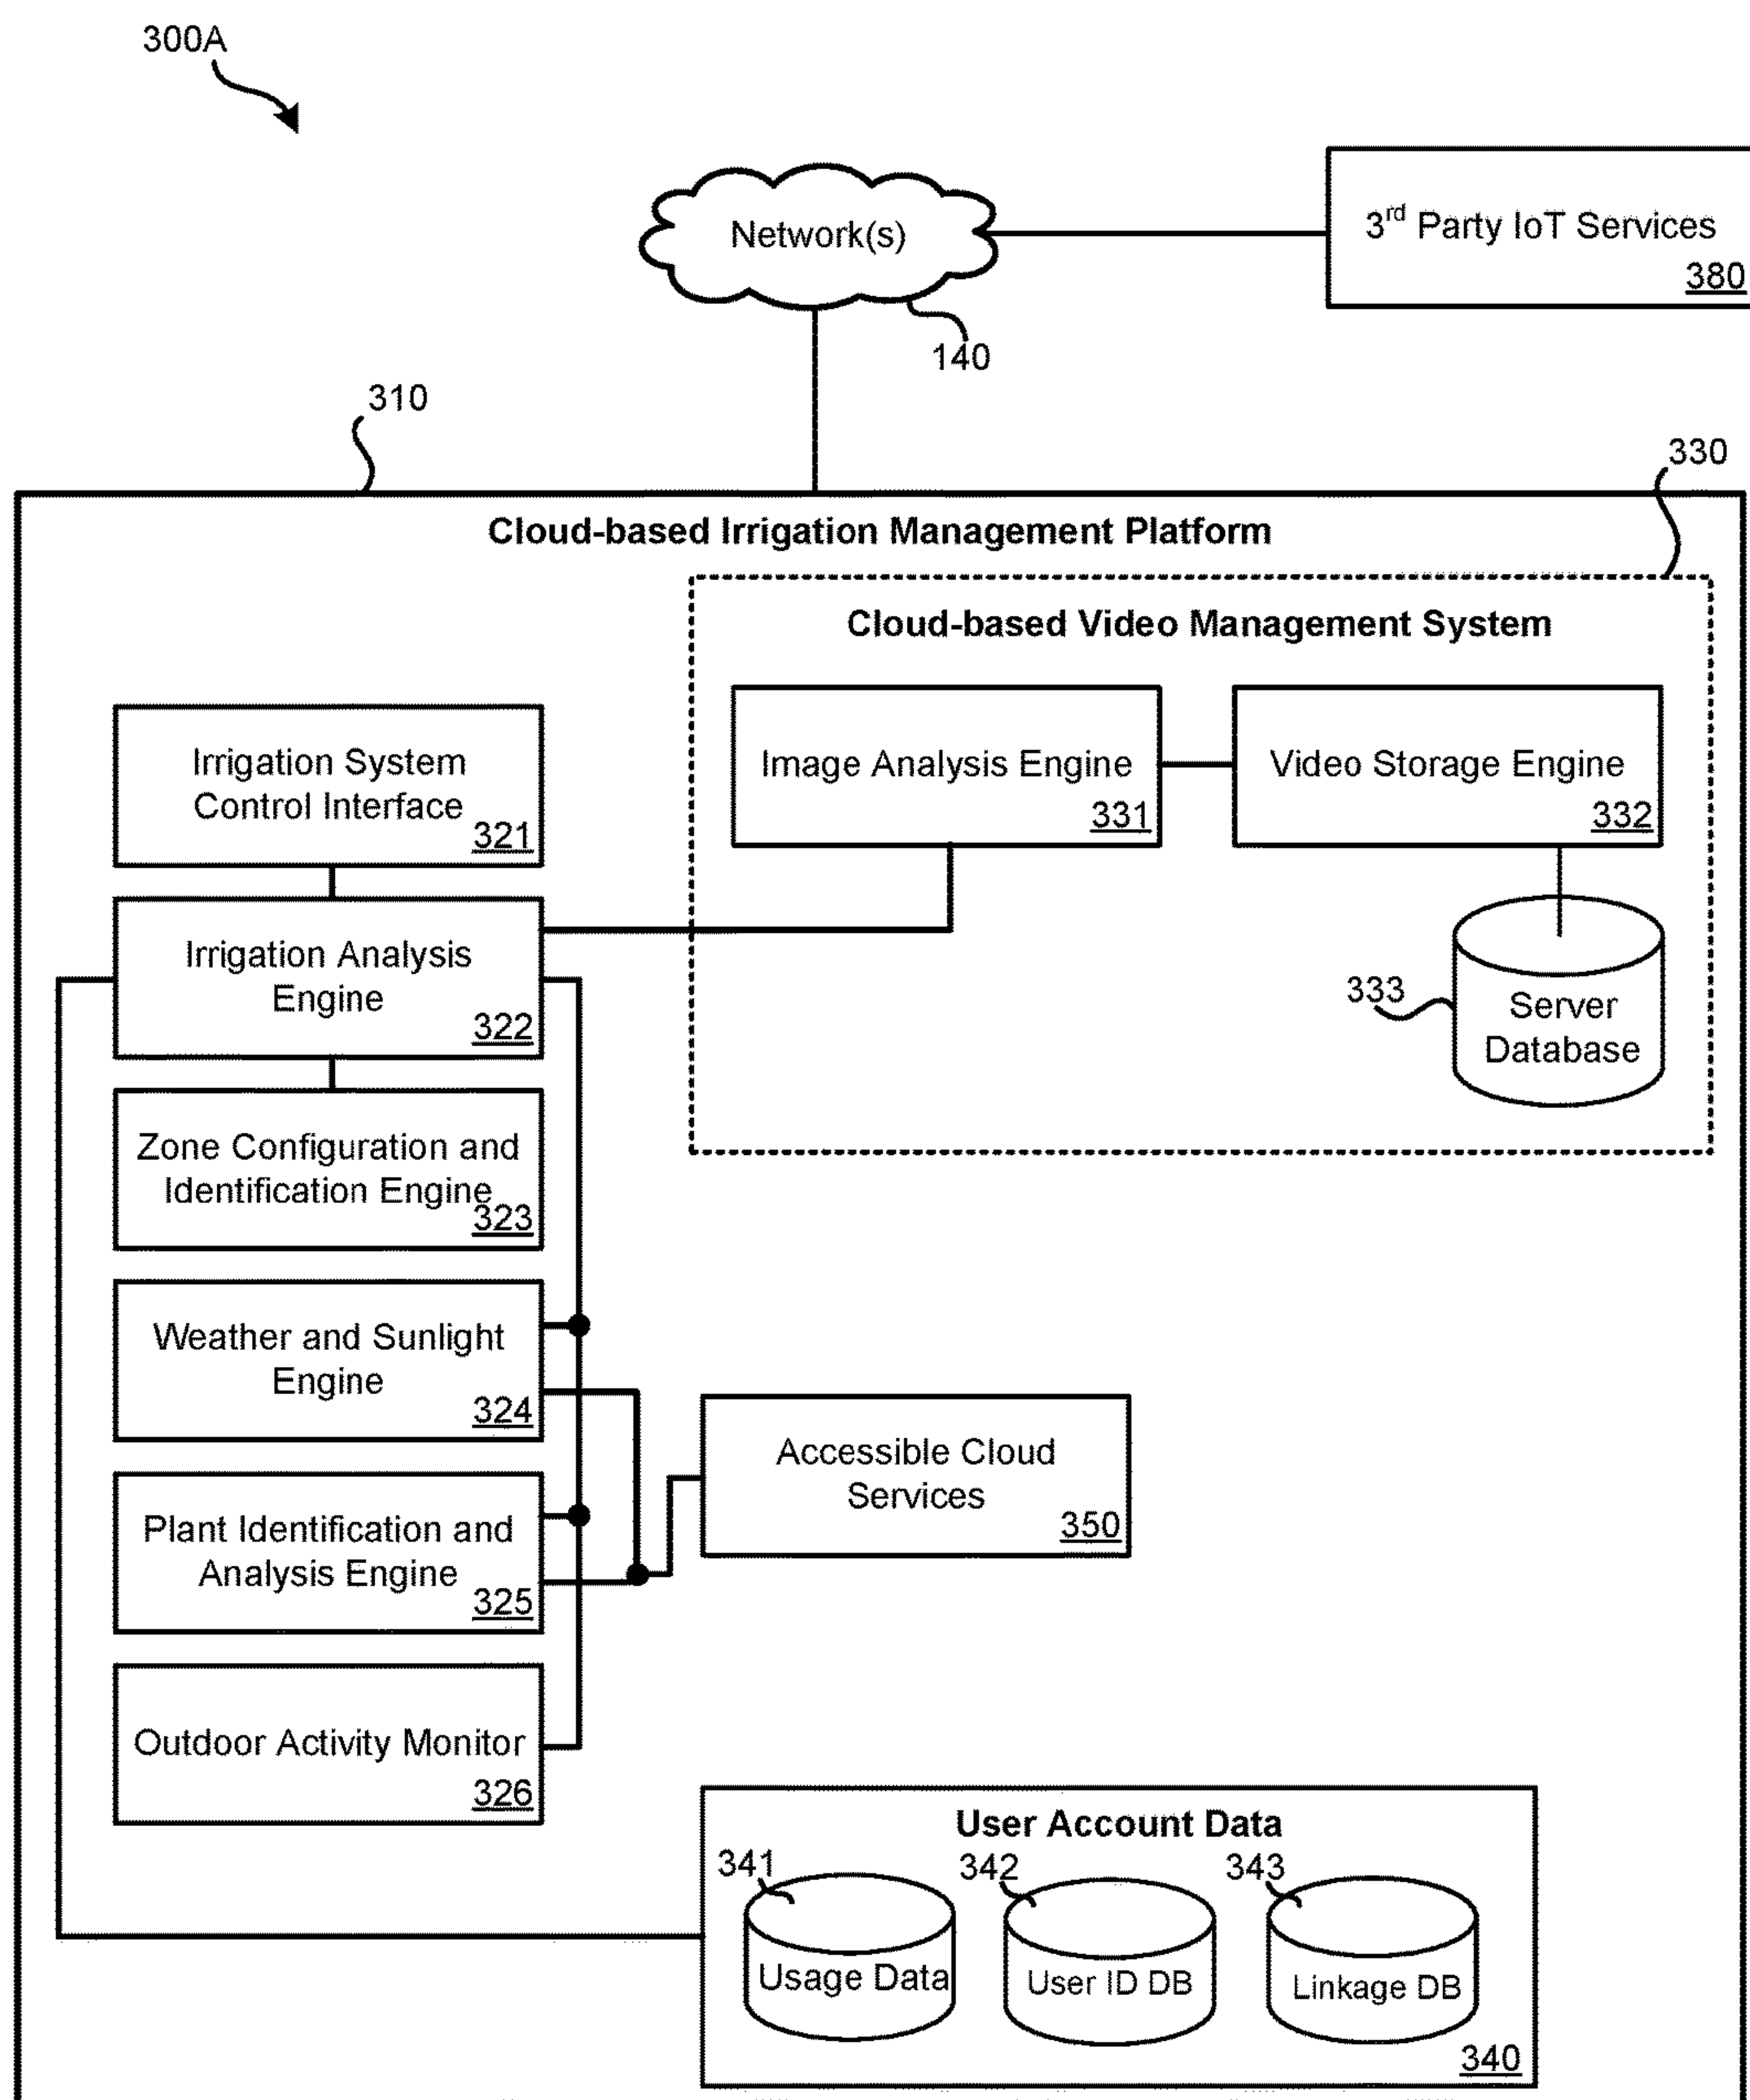 300A
Network(s)
3rd Party IoT Services
380
140
310
330
Cloud-based Irrigation Management Platform
Cloud-based Video Management System
Irrigation System
Control Interface
321
Image Analysis Engine
331
Video Storage Engine
332
Irrigation Analysis
Engine
322
333
Server
Database
Zone Configuration and
Identification Engine
323
Weather and Sunlight
Engine
324
Accessible Cloud
Services
350
Plant Identification and
Analysis Engine
325
Outdoor Activity Monitor
326
User Account Data
341
342
343
Usage Data
User ID DB
Linkage DB
340